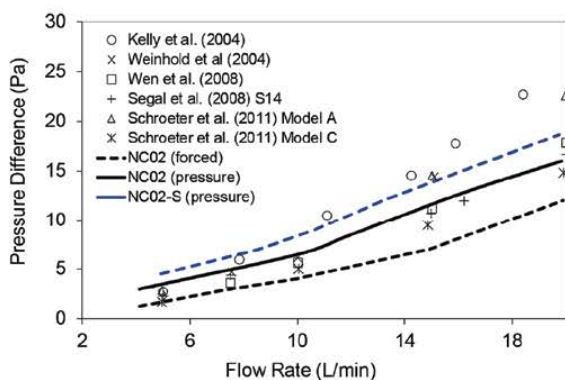 30
25
20
15
10
5
0
Pressure Difference (Pa)
Kelly et al. (2004)
Weinhold et al (2004)
Wen et al. (2008)
Segal et al. (2008) S14
Schroeter et al. (2011) Model A
Schroeter et al. (2011) Model C
NC02 (forced)
NC02 (pressure)
NC02-S (pressure)
2 6 10 14 18
Flow Rate (L/min)